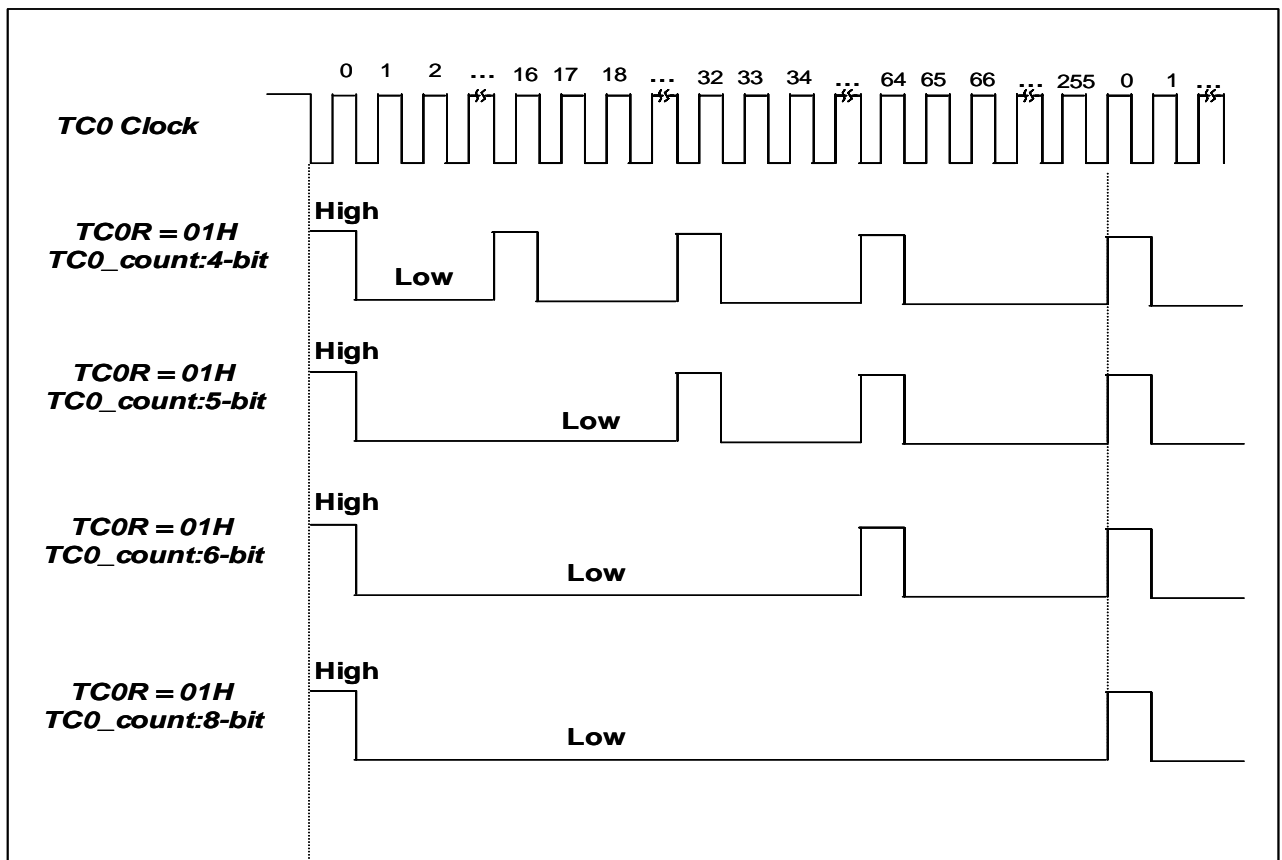 0 1 2 ... 16 17 18 ... 32 33 34 ... 64 65 66 ... 255 0 1 ...
TC0 Clock
High
TC0R = 01H
TC0_count:4-bit
Low
High
TC0R = 01H
TC0_count:5-bit
Low
High
TC0R = 01H
TC0_count:6-bit
Low
High
TC0R = 01H
TC0_count:8-bit
Low